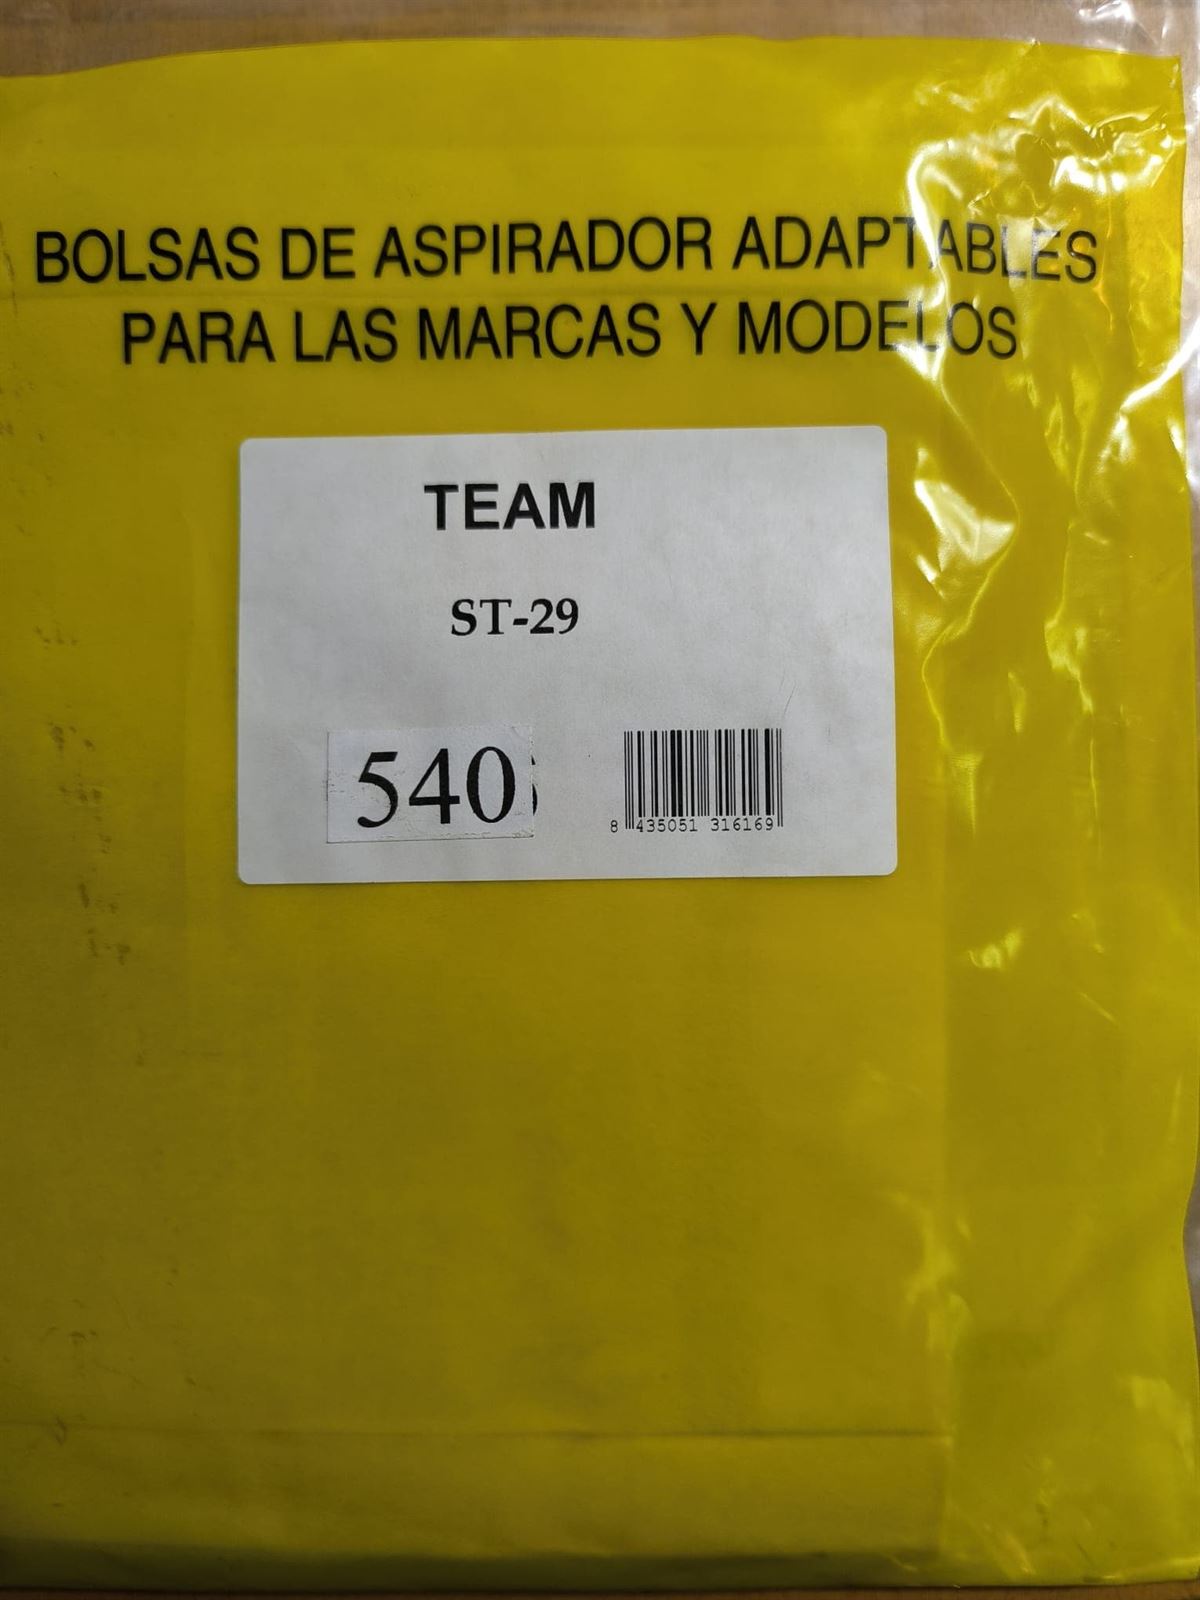 BOLSAS DE ASPIRADOR ADAPTABLES
PARA LAS MARCAS Y MODELOS
TEAM
ST-29
540
8 435051 316169